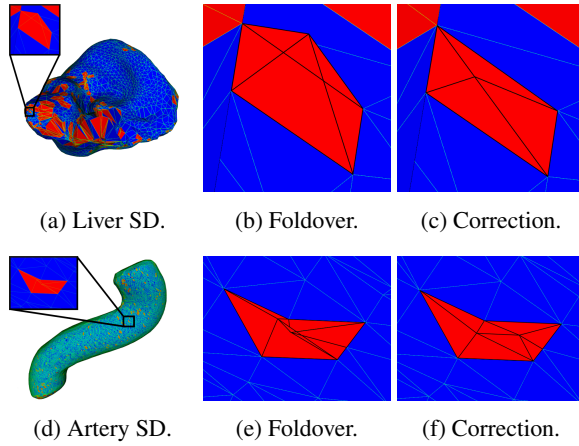 (a) Liver SD.
(b) Foldover.
(c) Correction.
(d) Artery SD.
(e) Foldover.
(f) Correction.